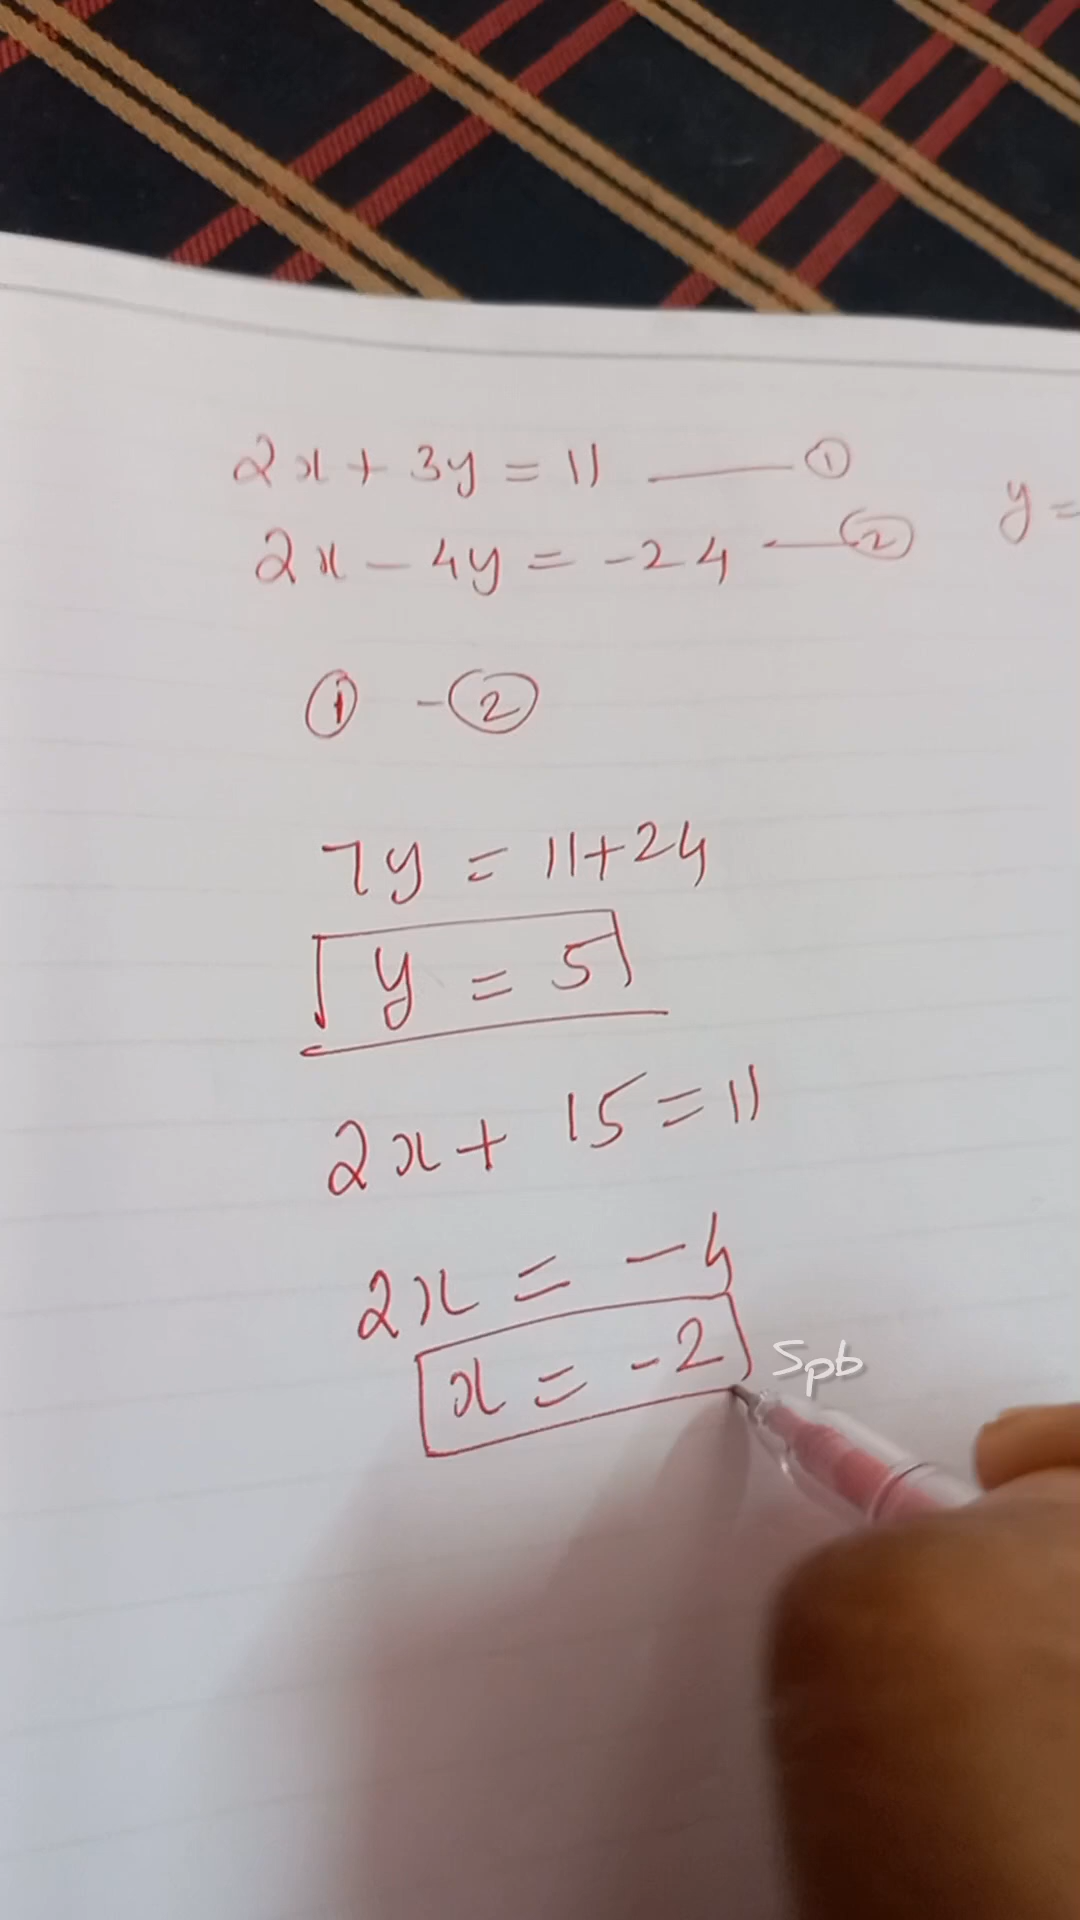 2x + 3y = 11 —— ①
2x - 4y = -24 —— ②
y =
① - ②
7y = 11+24
y = 5
2x + 15 = 11
2x = -4
x = -2
Spb